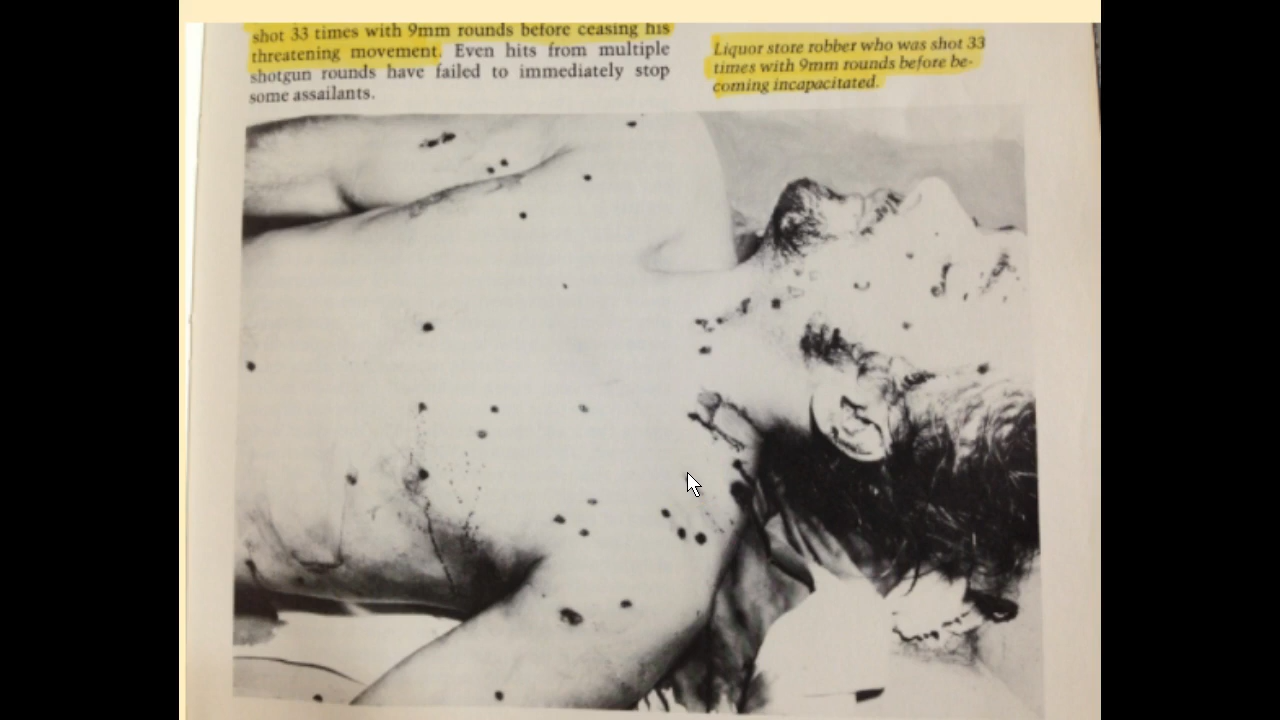 shot 33 times with 9mm rounds before ceasing his
threatening movement. Even hits from multiple
shotgun rounds have failed to immediately stop
some assailants.
Liquor store robber who was shot 33
times with 9mm rounds before be-
coming incapacitated.